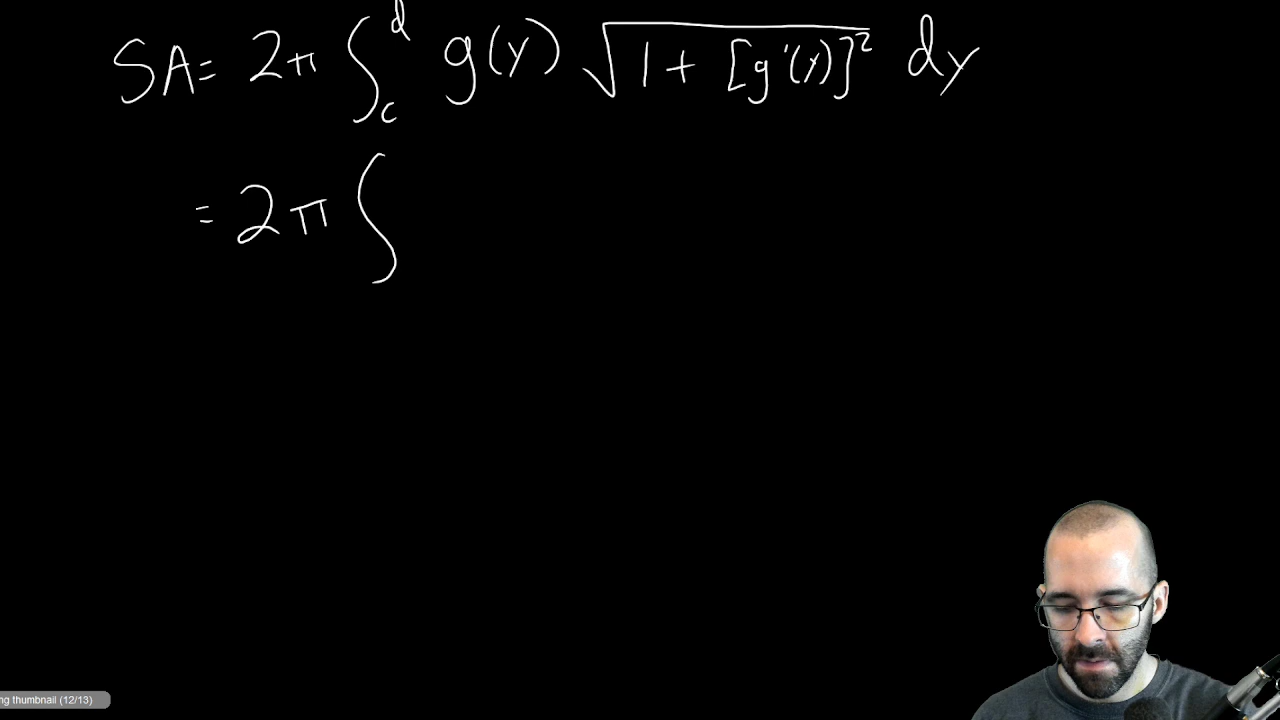 SA= 2π ∫_c^d g(y) √(1 + [g'(y)]²) dy
= 2π ∫
ng thumbnail (12/13)